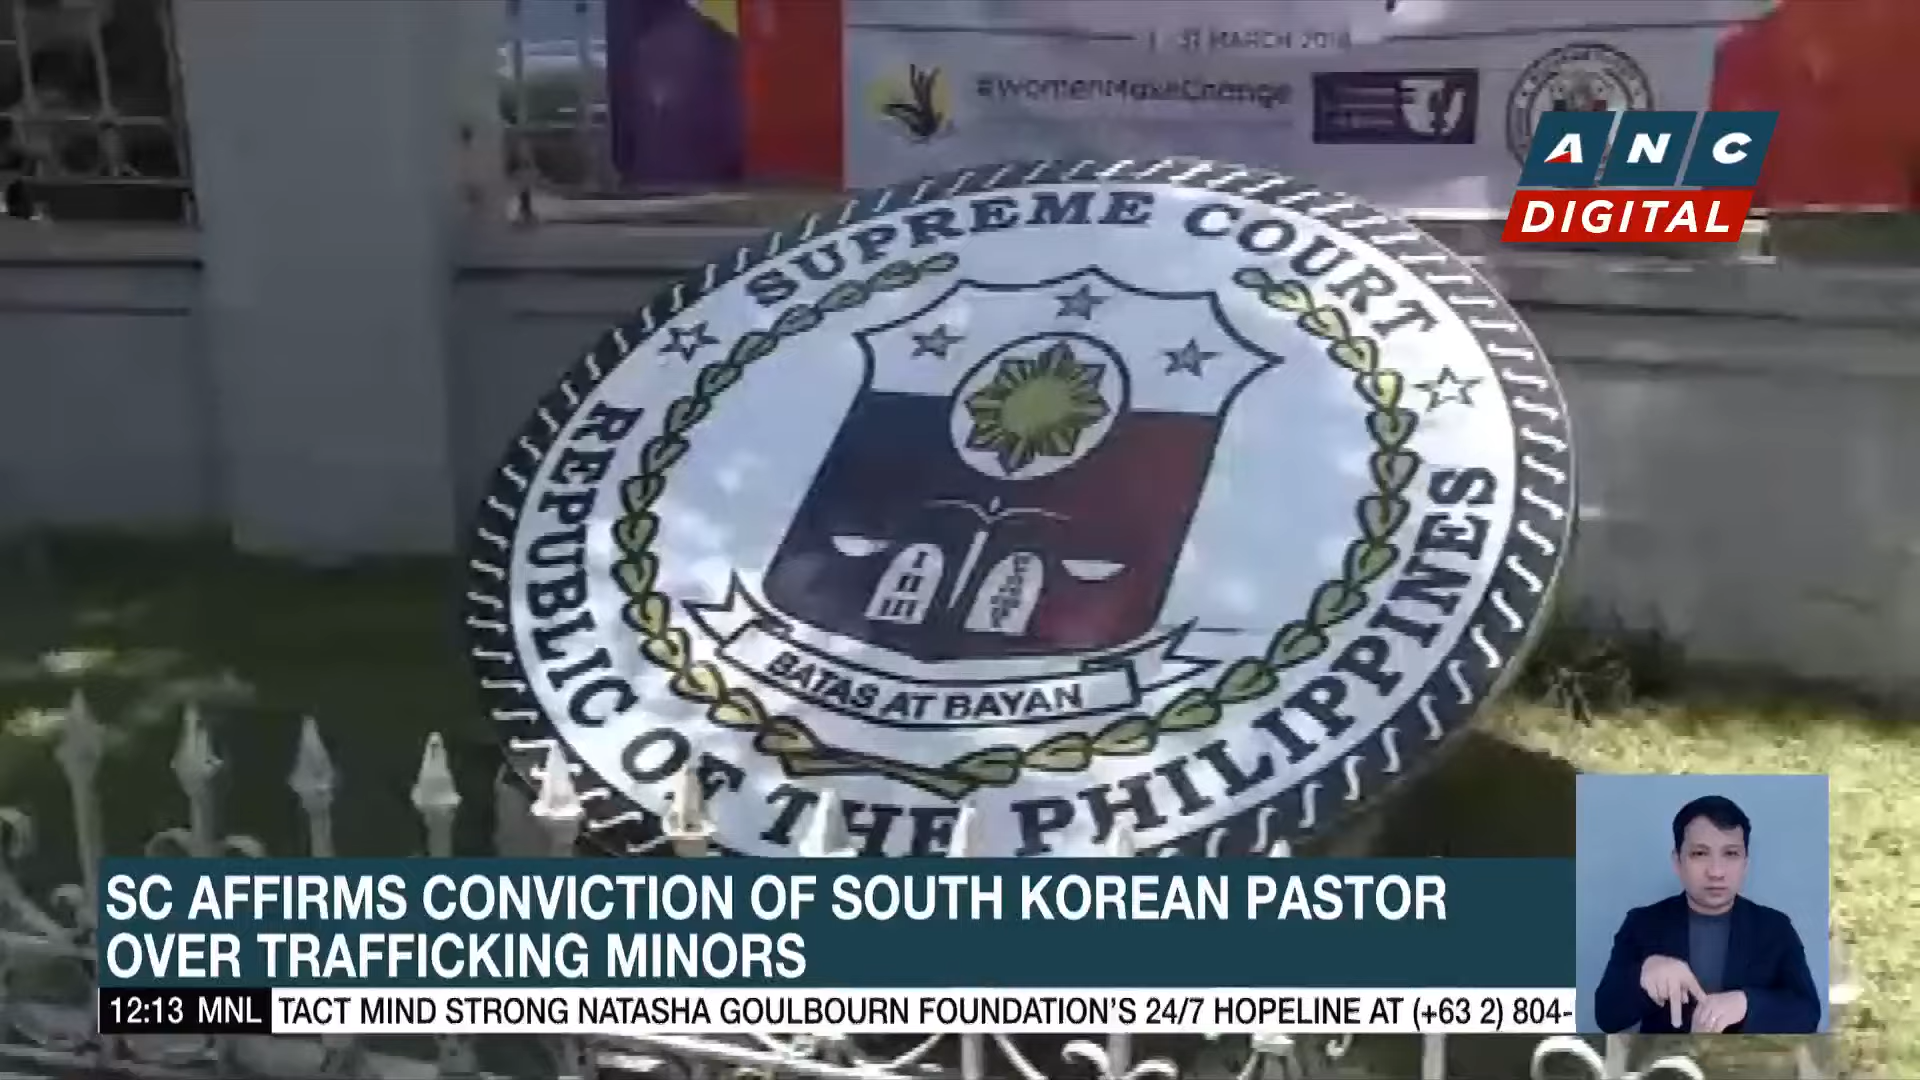 1 - 31 MARCH 2018
#WomenMakeChange
ANC
DIGITAL
SUPREME COURT
REPUBLIC OF THE PHILIPPINES
BATAS AT BAYAN
SC AFFIRMS CONVICTION OF SOUTH KOREAN PASTOR
OVER TRAFFICKING MINORS
12:13 MNL TACT MIND STRONG NATASHA GOULBOURN FOUNDATION'S 24/7 HOPELINE AT (+63 2) 804-